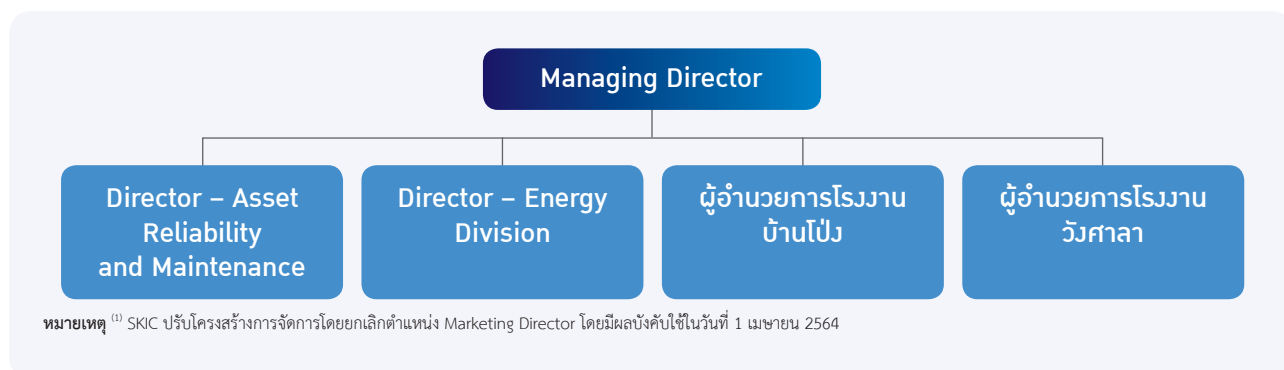 Managing Director
Director – Asset
Reliability
and Maintenance
Director – Energy
Division
ผู้อำนวยการโรงงาน
บ้านโป่ง
ผู้อำนวยการโรงงาน
วังศาลา
หมายเหตุ (1) SKIC ปรับโครงสร้างการจัดการโดยยกเลิกตำแหน่ง Marketing Director โดยมีผลบังคับใช้ในวันที่ 1 เมษายน 2564